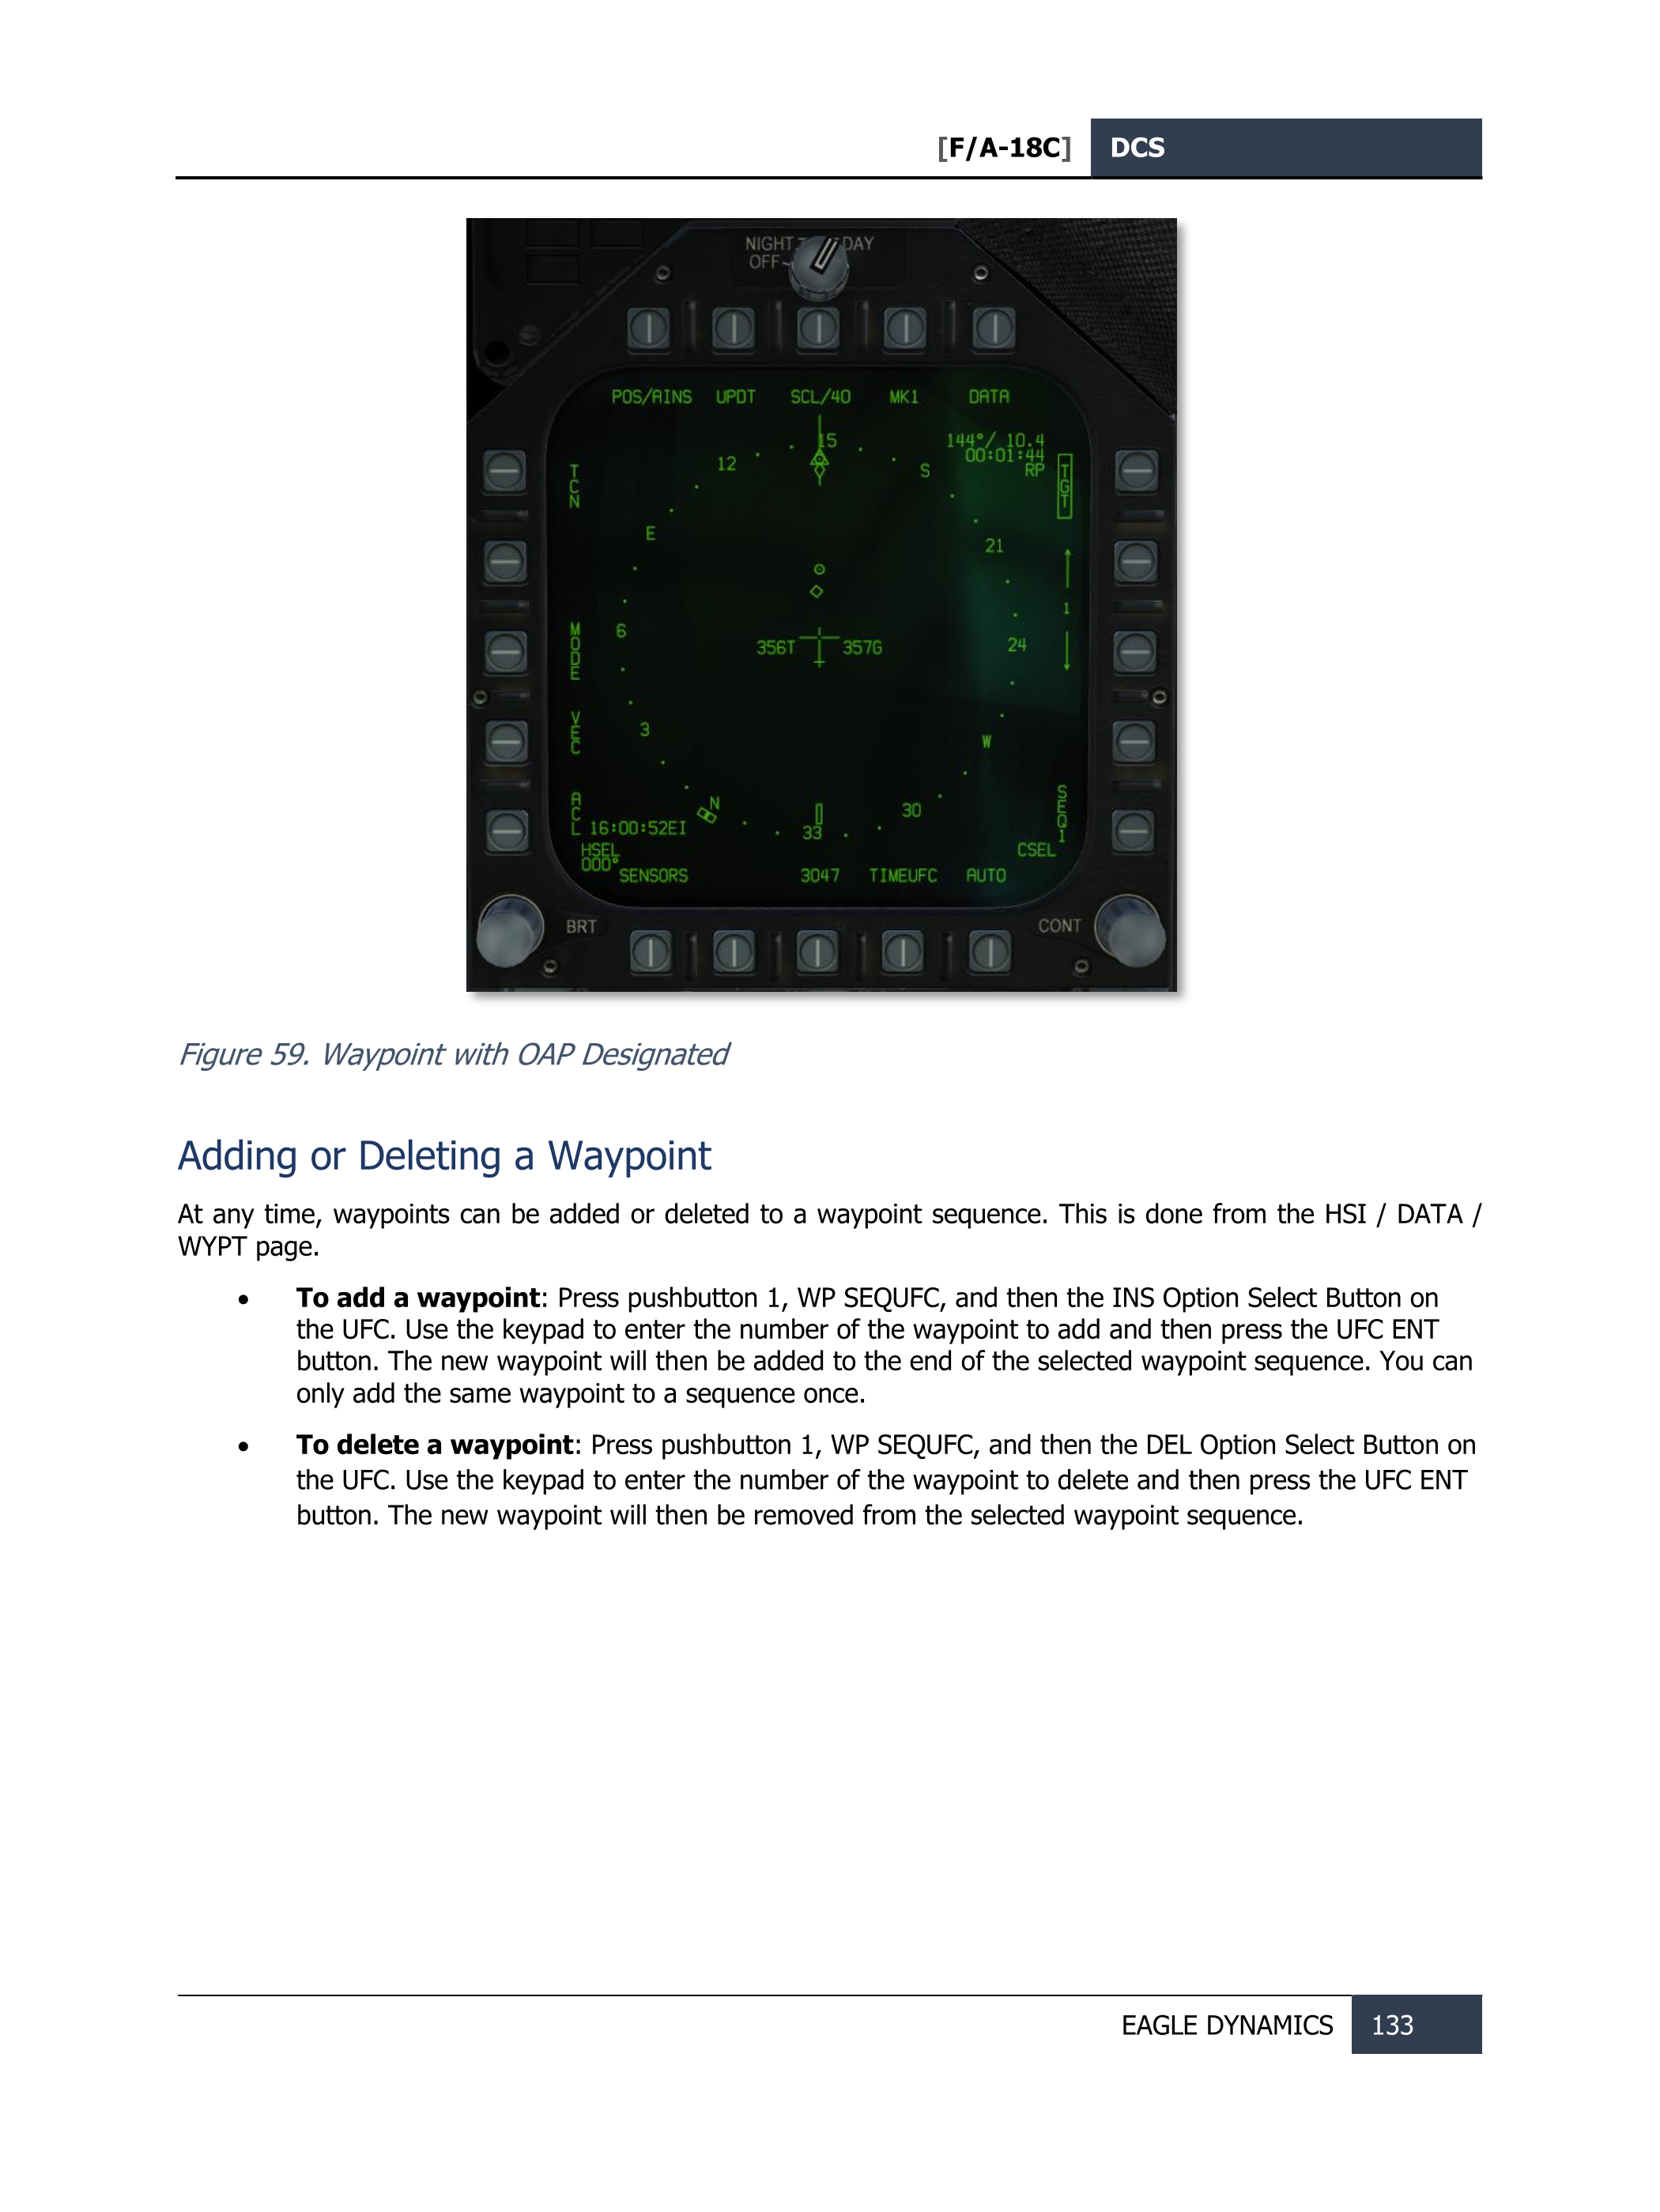 [F/A-18C] DCS
NIGHT DAY
OFF
POS/AINS UPDT SCL/40 MK1 DATA
144°/ 10.4
00:01:44
RP
TCN
TGT
12 15 S
E 21
6 24
1
356T 357G
MODE
VEC
3 W
N 33 30
ACL
16:00:52EI
SEQ1
HSEL
000°
CSEL
SENSORS 3047 TIMEUFC AUTO
BRT CONT
Figure 59. Waypoint with OAP Designated
Adding or Deleting a Waypoint
At any time, waypoints can be added or deleted to a waypoint sequence. This is done from the HSI / DATA /
WYPT page.
• To add a waypoint: Press pushbutton 1, WP SEQUFC, and then the INS Option Select Button on
the UFC. Use the keypad to enter the number of the waypoint to add and then press the UFC ENT
button. The new waypoint will then be added to the end of the selected waypoint sequence. You can
only add the same waypoint to a sequence once.
• To delete a waypoint: Press pushbutton 1, WP SEQUFC, and then the DEL Option Select Button on
the UFC. Use the keypad to enter the number of the waypoint to delete and then press the UFC ENT
button. The new waypoint will then be removed from the selected waypoint sequence.
EAGLE DYNAMICS 133